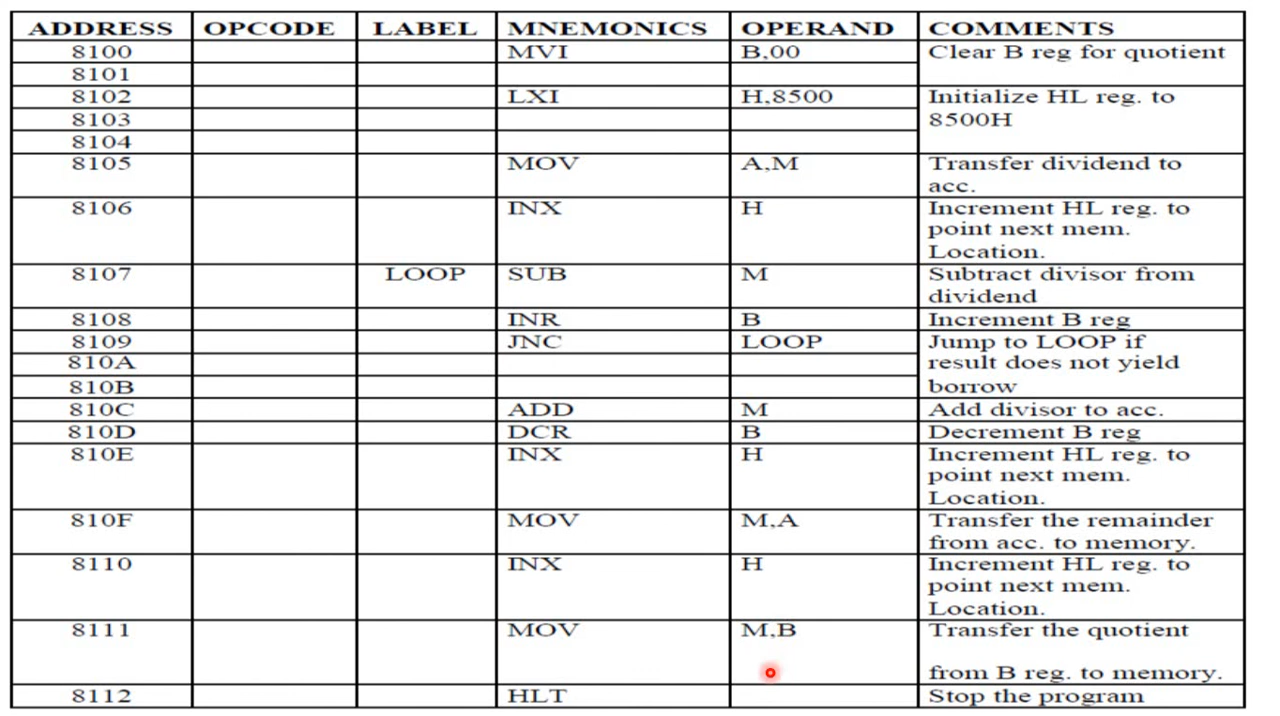 ADDRESS OPCODE LABEL MNEMONICS OPERAND COMMENTS
8100 MVI B,00 Clear B reg for quotient
8101
8102 LXI H,8500 Initialize HL reg. to
8103 8500H
8104
8105 MOV A,M Transfer dividend to
acc.
8106 INX H Increment HL reg. to
point next mem.
Location.
8107 LOOP SUB M Subtract divisor from
dividend
8108 INR B Increment B reg
8109 JNC LOOP Jump to LOOP if
810A result does not yield
810B borrow
810C ADD M Add divisor to acc.
810D DCR B Decrement B reg
810E INX H Increment HL reg. to
point next mem.
Location.
810F MOV M,A Transfer the remainder
from acc. to memory.
8110 INX H Increment HL reg. to
point next mem.
Location.
8111 MOV M,B Transfer the quotient
from B reg. to memory.
8112 HLT Stop the program